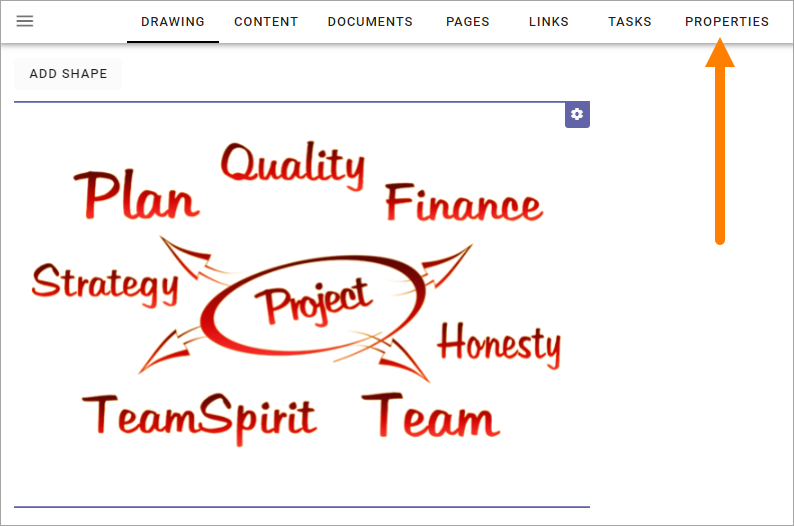 DRAWING CONTENT DOCUMENTS PAGES LINKS TASKS PROPERTIES
ADD SHAPE
Quality
Plan
Finance
Strategy
Project
Honesty
TeamSpirit
Team